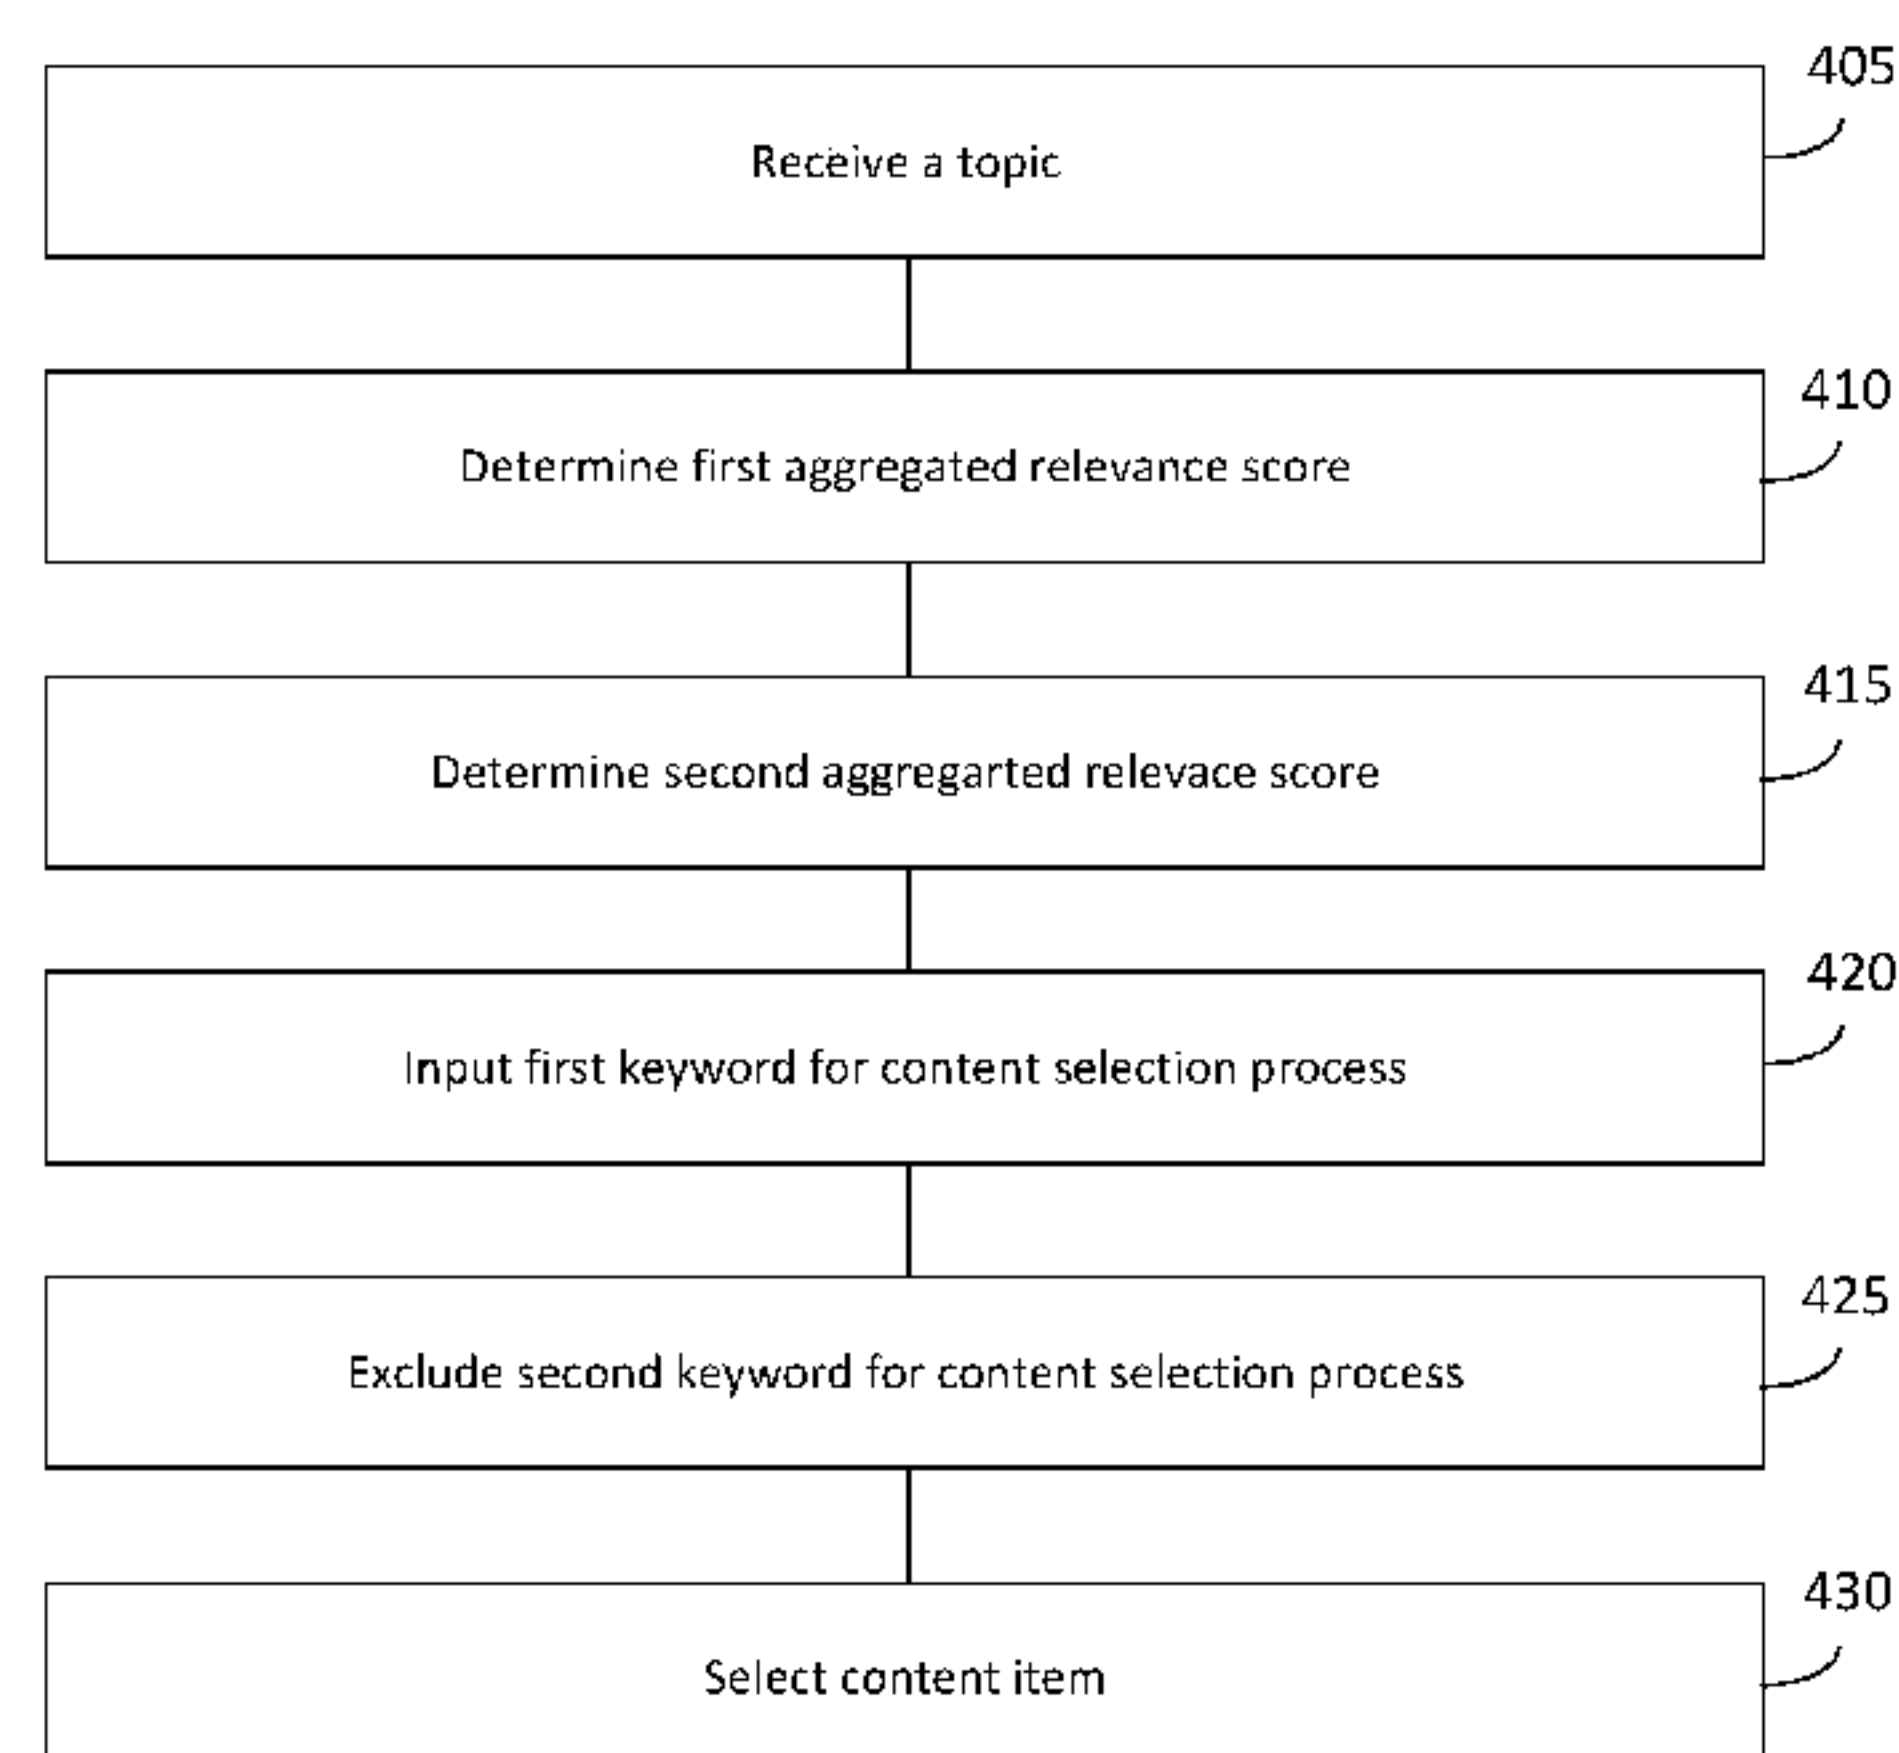 405
Receive a topic
410
Determine first aggregated relevance score
415
Determine second aggregarted relevace score
420
Input first keyword for content selection process
425
Exclude second keyword for content selection process
430
Select content item